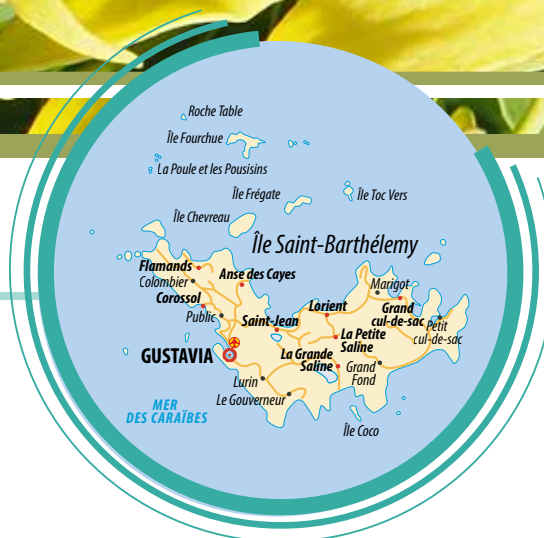 Roche Table
Île Fourchue
La Poule et les Pousisins
Île Frégate
Île Toc Vers
Île Chevreau
Île Saint-Barthélemy
Flamands
Anse des Cayes
Colombier
Marigot
Corossol
Lorient
Grand
cul-de-sac
Public
Saint-Jean
Petit
cul-de-sac
La Petite
Saline
GUSTAVIA
La Grande
Saline
Grand
Fond
Lurin
Le Gouverneur
MER
DES CARAÏBES
Île Coco